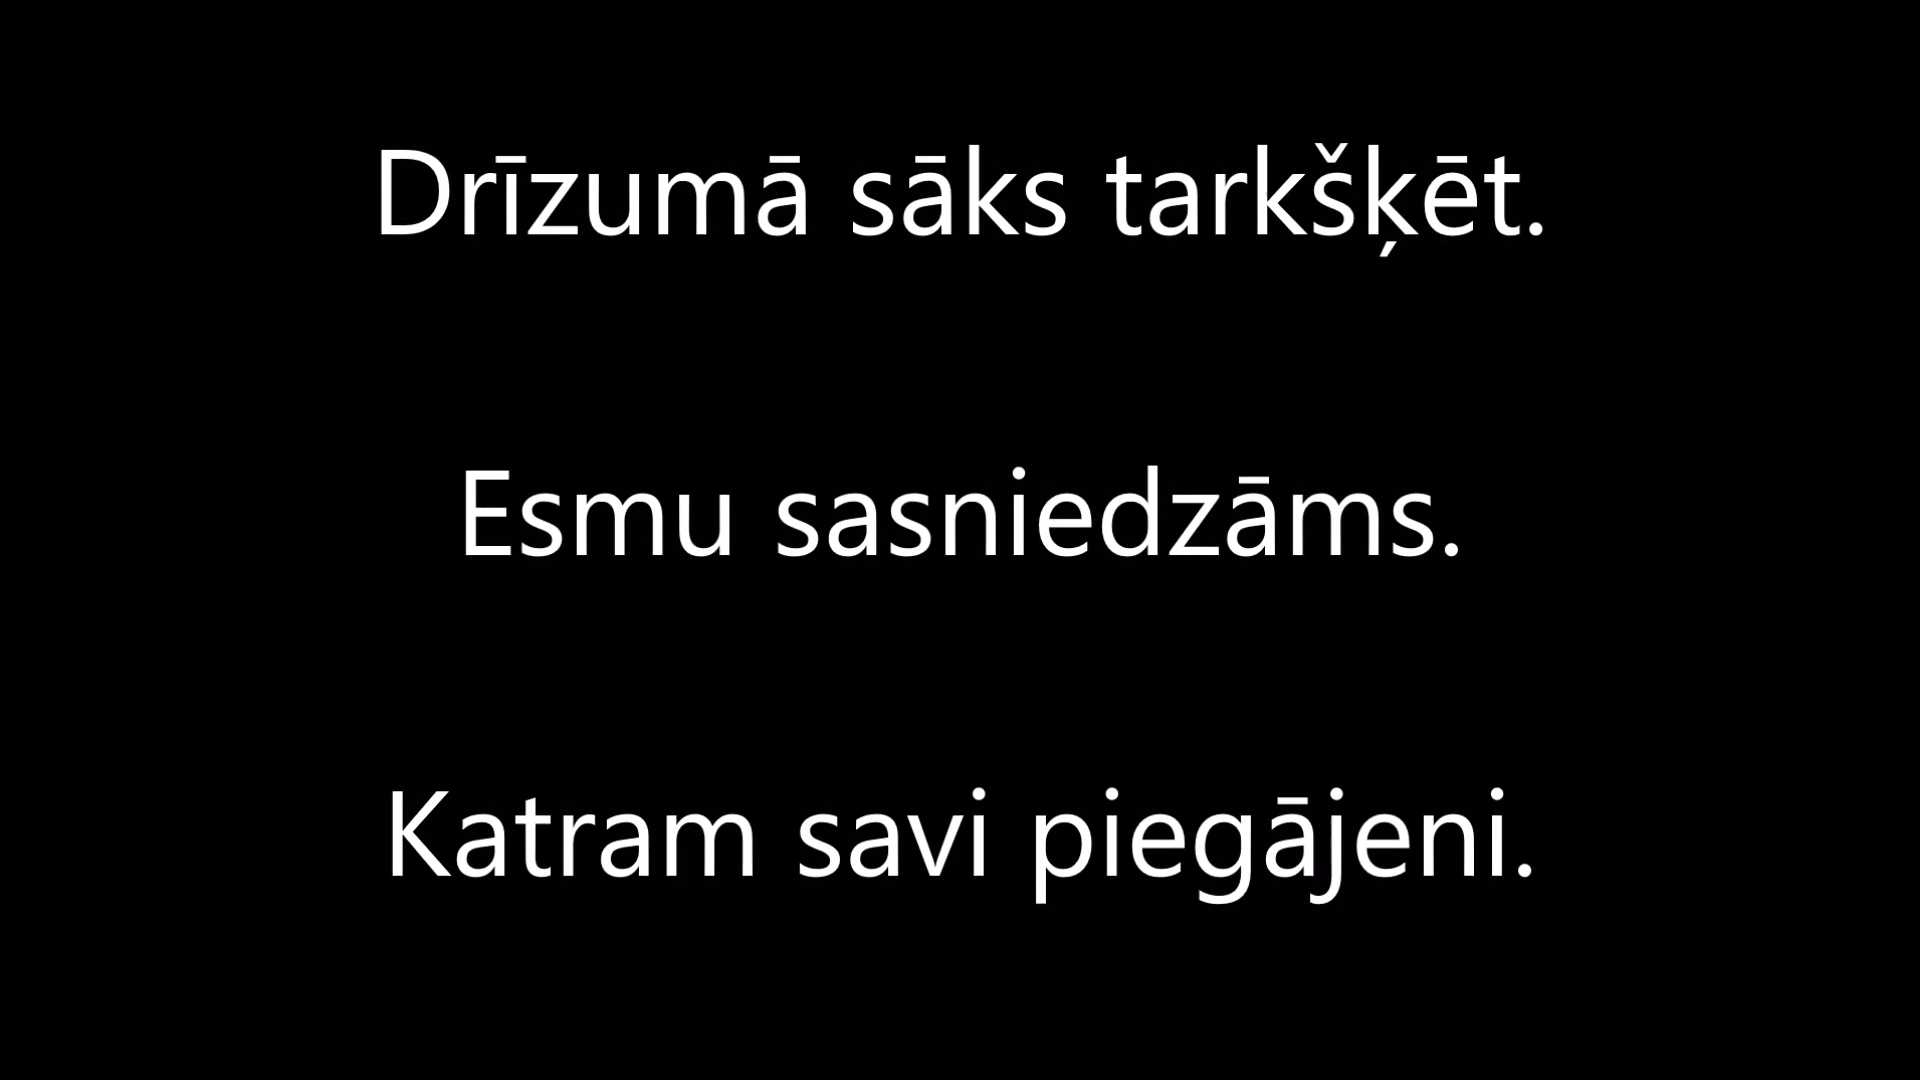 Drīzumā sāks tarkšķēt.
Esmu sasniedzāms.
Katram savi piegājeni.